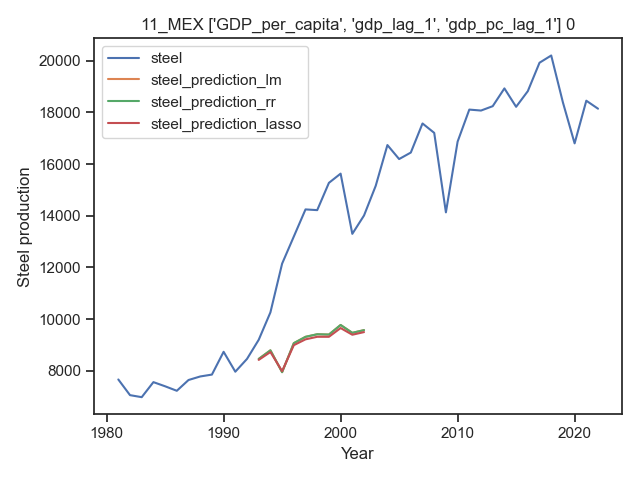 11_MEX ['GDP_per_capita', 'gdp_lag_1', 'gdp_pc_lag_1'] 0
steel
steel_prediction_lm
steel_prediction_rr
steel_prediction_lasso
Steel production
20000
18000
16000
14000
12000
10000
8000
1980
1990
2000
2010
2020
Year